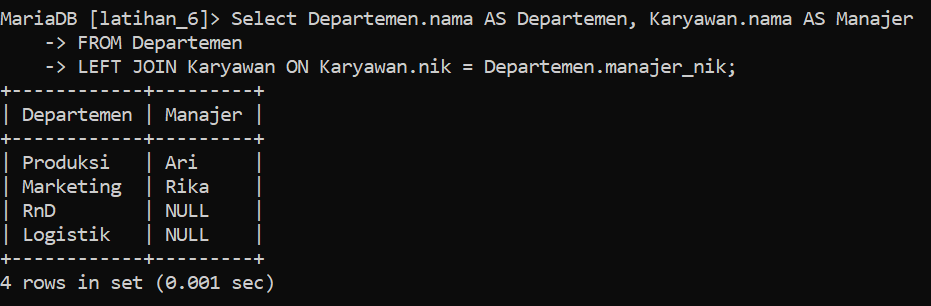 MariaDB [latihan_6]> Select Departemen.nama AS Departemen, Karyawan.nama AS Manajer
    -> FROM Departemen
    -> LEFT JOIN Karyawan ON Karyawan.nik = Departemen.manajer_nik;
+------------+---------+
| Departemen | Manajer |
+------------+---------+
| Produksi   | Ari     |
| Marketing  | Rika    |
| RnD        | NULL    |
| Logistik   | NULL    |
+------------+---------+
4 rows in set (0.001 sec)